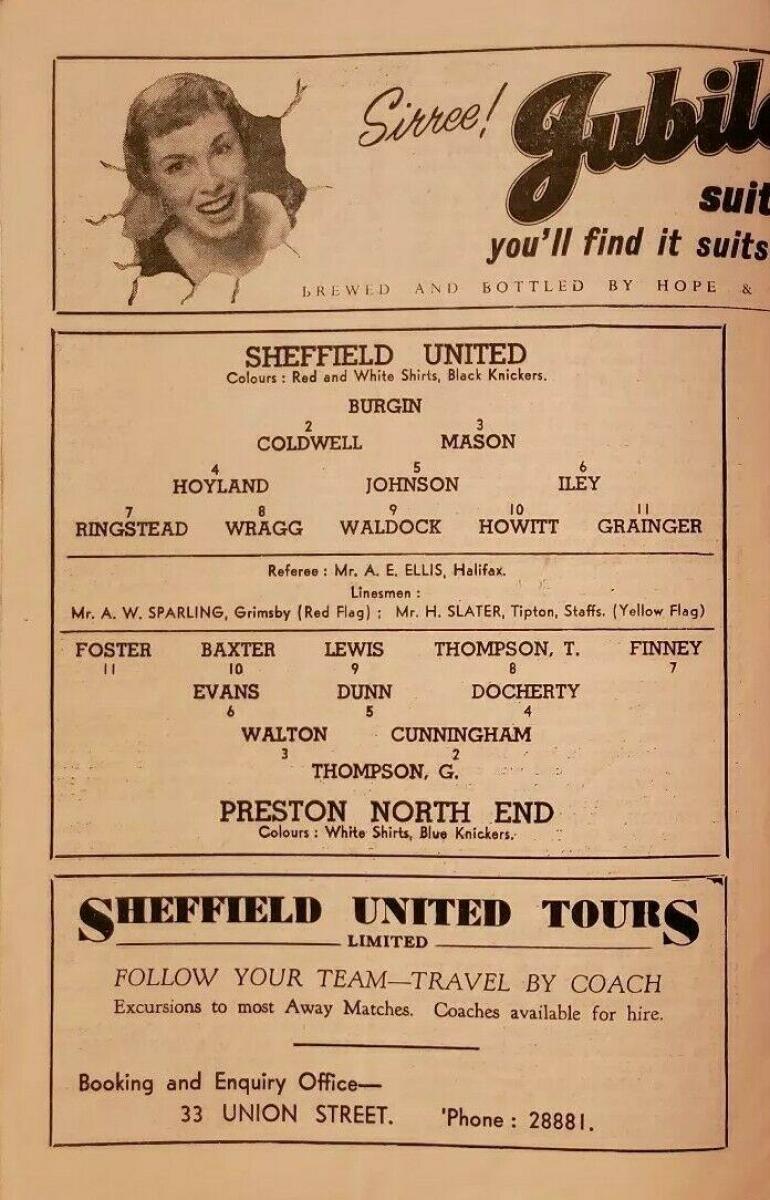 Sirree!
Jubile
suit
you'll find it suits
BREWED AND BOTTLED BY HOPE &
SHEFFIELD UNITED
Colours : Red and White Shirts, Black Knickers.
BURGIN
2 3
COLDWELL MASON
4 5 6
HOYLAND JOHNSON ILEY
7 8 9 10 11
RINGSTEAD WRAGG WALDOCK HOWITT GRAINGER
Referee : Mr. A. E. ELLIS, Halifax.
Linesmen :
Mr. A. W. SPARLING, Grimsby (Red Flag) ; Mr. H. SLATER, Tipton, Staffs. (Yellow Flag)
FOSTER BAXTER LEWIS THOMPSON, T. FINNEY
11 10 9 8 7
EVANS DUNN DOCHERTY
6 5 4
WALTON CUNNINGHAM
3 2
THOMPSON, G.
PRESTON NORTH END
Colours : White Shirts, Blue Knickers.
SHEFFIELD UNITED TOURS
LIMITED
FOLLOW YOUR TEAM—TRAVEL BY COACH
Excursions to most Away Matches. Coaches available for hire.
Booking and Enquiry Office—
33 UNION STREET. 'Phone : 28881.